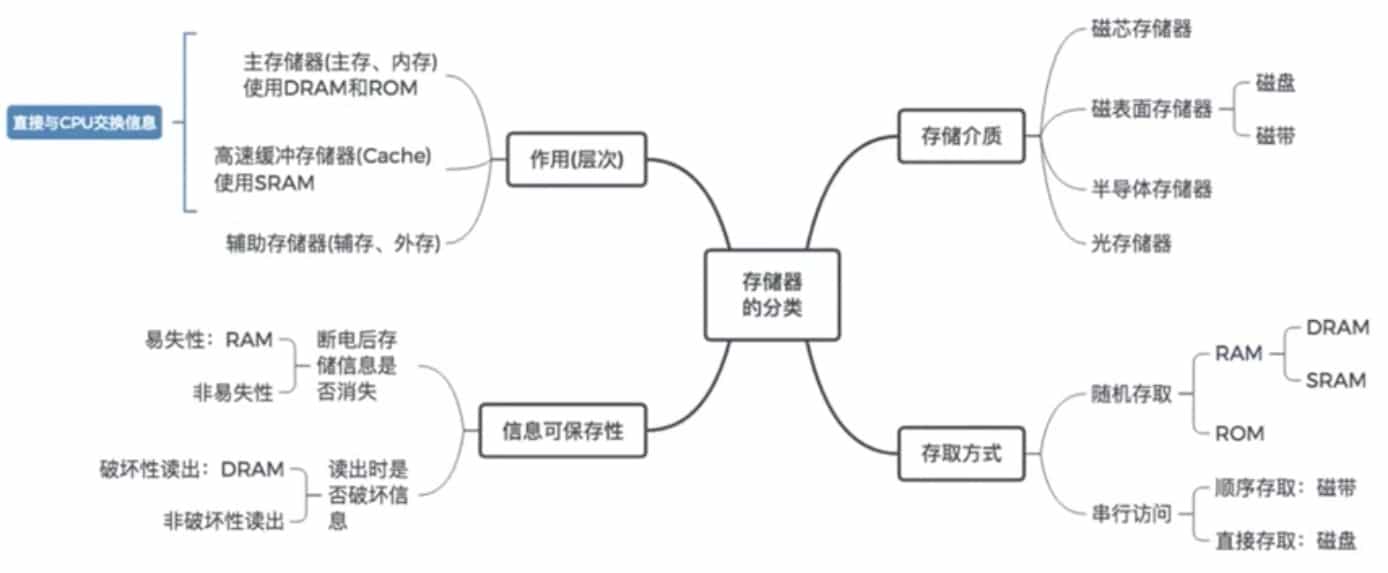 存储器
的分类
作用(层次)
主存储器(主存、内存)
使用DRAM和ROM
高速缓冲存储器(Cache)
使用SRAM
直接与CPU交换信息
辅助存储器(辅存、外存)
信息可保存性
断电后存
储信息是
否消失
易失性：RAM
非易失性
读出时是
否破坏信
息
破坏性读出：DRAM
非破坏性读出
存储介质
磁芯存储器
磁表面存储器
磁盘
磁带
半导体存储器
光存储器
存取方式
随机存取
RAM
DRAM
SRAM
ROM
串行访问
顺序存取：磁带
直接存取：磁盘